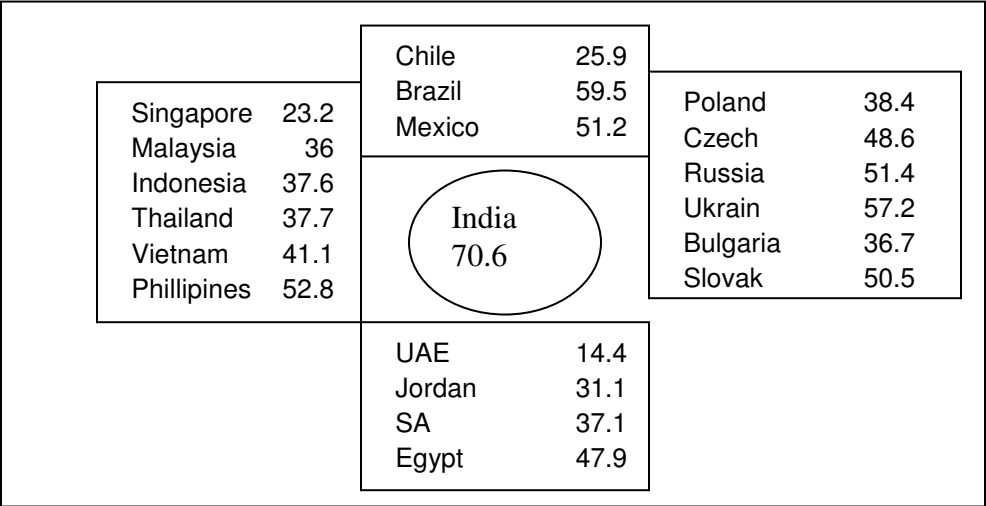 Chile 25.9
Brazil 59.5
Mexico 51.2
Singapore 23.2
Malaysia 36
Indonesia 37.6
Thailand 37.7
Vietnam 41.1
Phillipines 52.8
India
70.6
Poland 38.4
Czech 48.6
Russia 51.4
Ukrain 57.2
Bulgaria 36.7
Slovak 50.5
UAE 14.4
Jordan 31.1
SA 37.1
Egypt 47.9